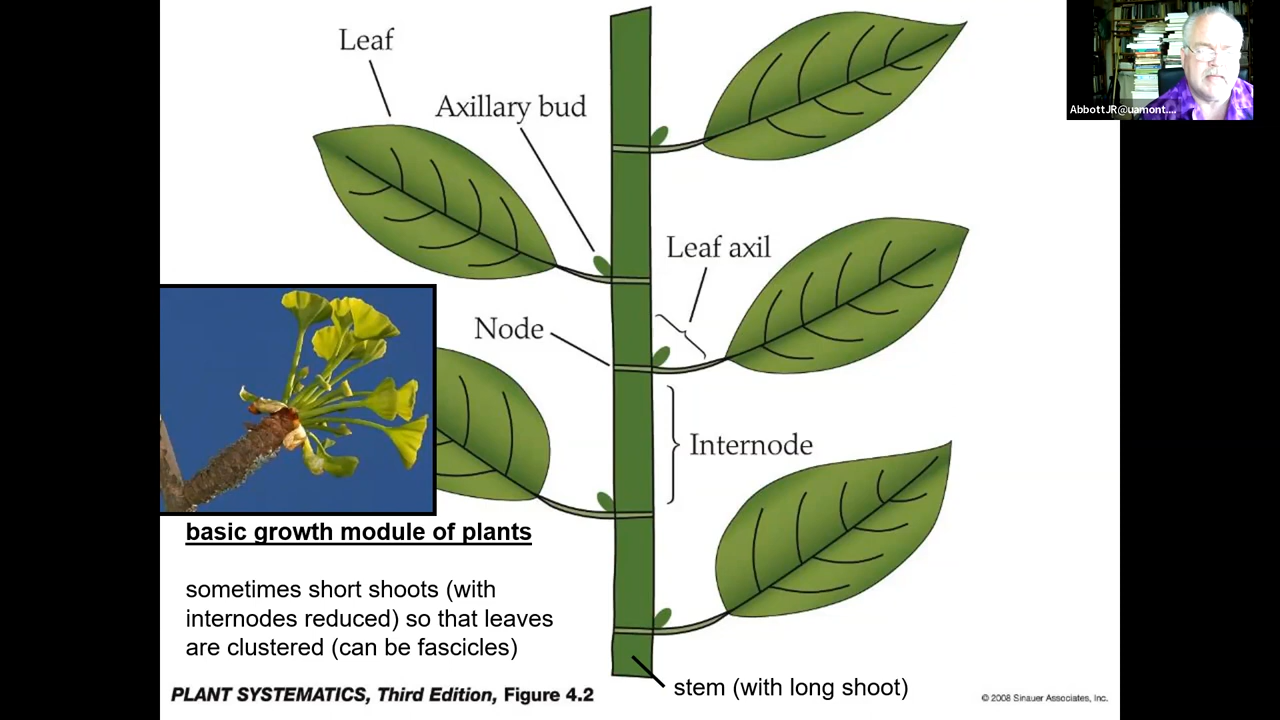 Leaf
Axillary bud
AbbottJR@uamont....
Leaf axil
Node
Internode
basic growth module of plants
sometimes short shoots (with
internodes reduced) so that leaves
are clustered (can be fascicles)
stem (with long shoot)
PLANT SYSTEMATICS, Third Edition, Figure 4.2
© 2008 Sinauer Associates, Inc.